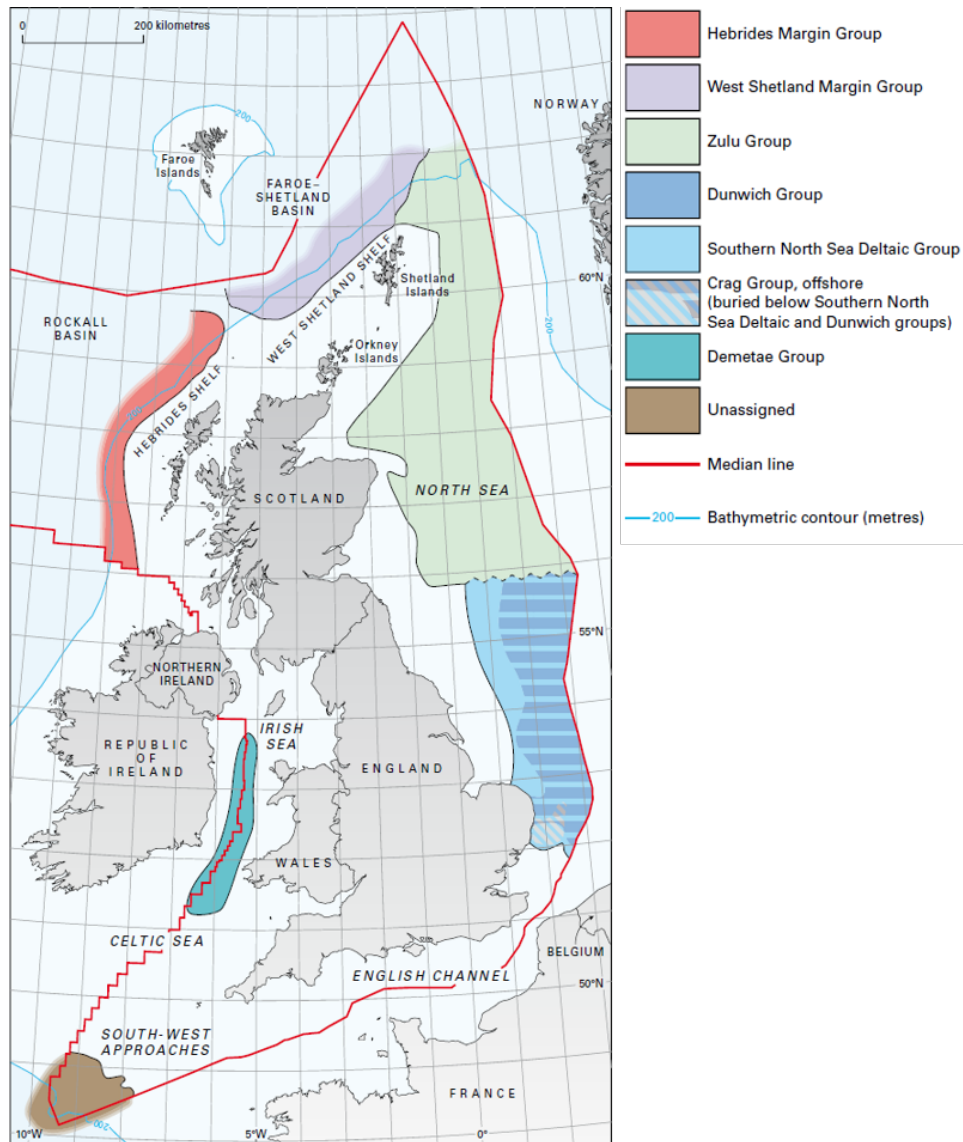 0
200 kilometres
NORWAY
200
Faroe
Islands
FAROE–
SHETLAND
BASIN
60°N
Shetland
Islands
WEST SHETLAND SHELF
ROCKALL
BASIN
200
Orkney
Islands
200
HEBRIDES SHELF
NORTH SEA
SCOTLAND
55°N
NORTHERN
IRELAND
IRISH
SEA
REPUBLIC
OF
IRELAND
ENGLAND
WALES
CELTIC SEA
BELGIUM
ENGLISH CHANNEL
50°N
SOUTH-WEST
APPROACHES
FRANCE
200
10°W
5°W
0°
Hebrides Margin Group
West Shetland Margin Group
Zulu Group
Dunwich Group
Southern North Sea Deltaic Group
Crag Group, offshore
(buried below Southern North
Sea Deltaic and Dunwich groups)
Demetae Group
Unassigned
Median line
200 Bathymetric contour (metres)